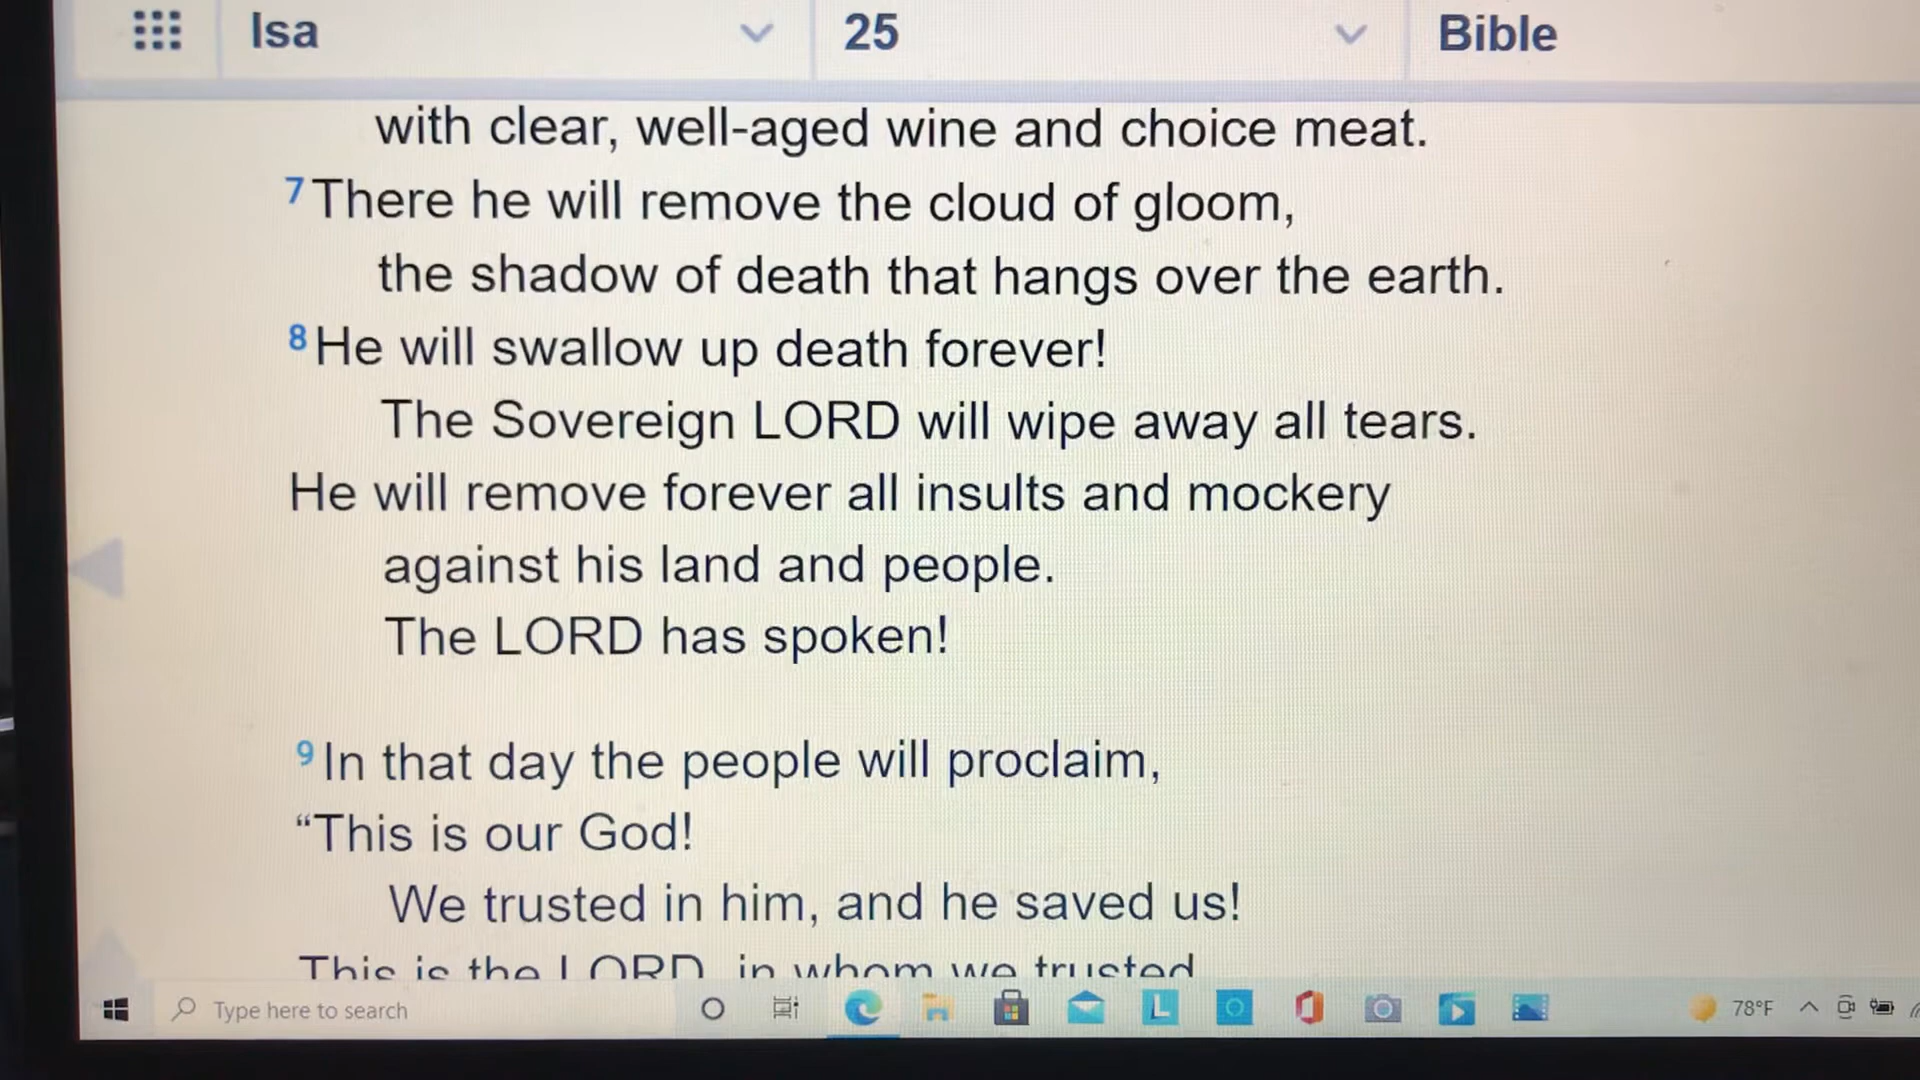 Isa 25 Bible
with clear, well-aged wine and choice meat.
7 There he will remove the cloud of gloom,
the shadow of death that hangs over the earth.
8 He will swallow up death forever!
The Sovereign LORD will wipe away all tears.
He will remove forever all insults and mockery
against his land and people.
The LORD has spoken!
9 In that day the people will proclaim,
“This is our God!
We trusted in him, and he saved us!
This is the LORD, in whom we trusted
Type here to search 78°F